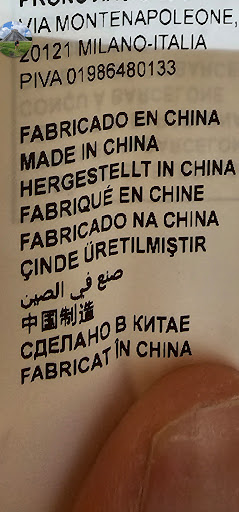 VIA MONTENAPOLEONE,
20121 MILANO-ITALIA
PIVA 01986480133
FABRICADO EN CHINA
MADE IN CHINA
HERGESTELLT IN CHINA
FABRIQUÉ EN CHINE
FABRICADO NA CHINA
ÇINDE ÜRETILMIŞTIR
صنع في الصين
中国制造
СДЕЛАНО В КИТАЕ
FABRICAT ÎN CHINA